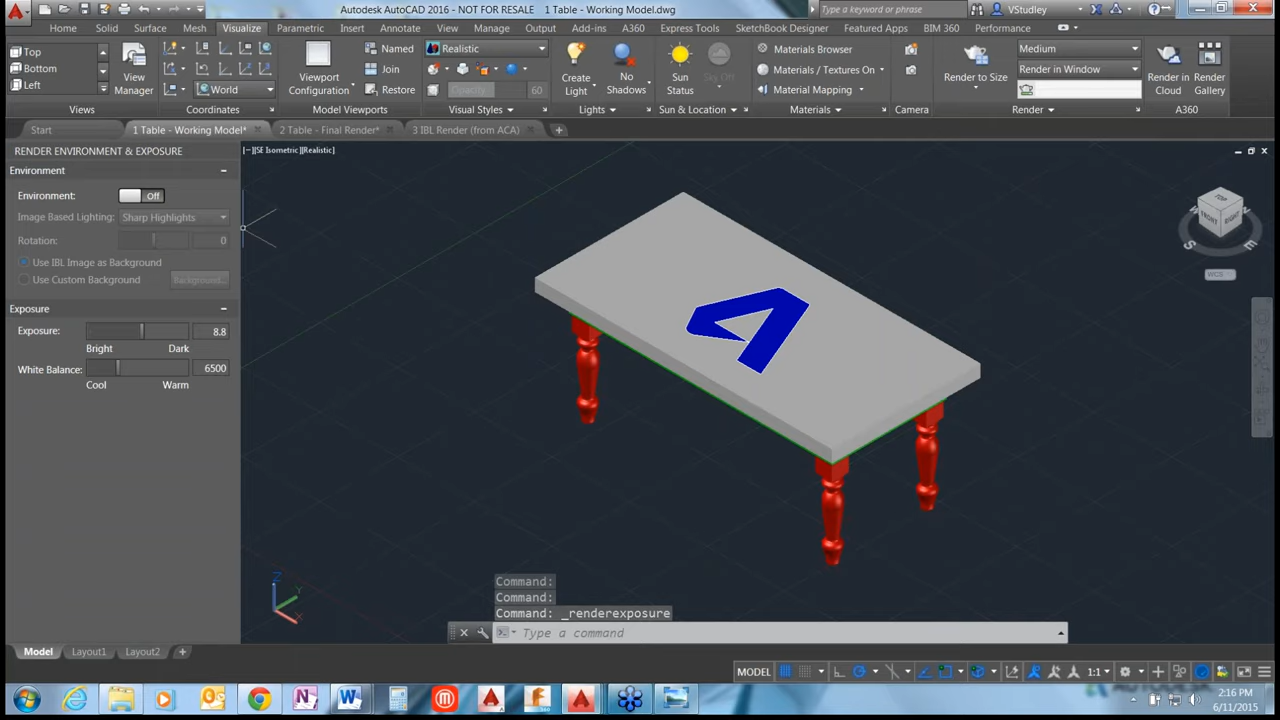 Autodesk AutoCAD 2016 - NOT FOR RESALE 1 Table - Working Model.dwg
Type a keyword or phrase
VStudley
Home Solid Surface Mesh Visualize Parametric Insert Annotate View Manage Output Add-ins A360 Express Tools SketchBook Designer Featured Apps BIM 360 Performance
Top
Bottom
Left
View Manager
Views
World
Coordinates
Viewport Configuration
Named
Join
Restore
Model Viewports
Realistic
Opacity 60
Visual Styles
Create Light
No Shadows
Lights
Sun Status
Sky Off
Sun & Location
Materials Browser
Materials / Textures On
Material Mapping
Materials
Camera
Render to Size
Medium
Render in Window
Render
Render in Cloud
Render Gallery
A360
Start
1 Table - Working Model*
2 Table - Final Render*
3 IBL Render (from ACA)
RENDER ENVIRONMENT & EXPOSURE
Environment
Environment: Off
Image Based Lighting: Sharp Highlights
Rotation: 0
Use IBL Image as Background
Use Custom Background Background...
Exposure
Exposure: 8.8
Bright Dark
White Balance: 6500
Cool Warm
[−][SE Isometric][Realistic]
TOP
FRONT RIGHT
S E
WCS
Z
Y
X
Command:
Command:
Command: _renderexposure
Type a command
Model Layout1 Layout2
MODEL
1:1
2:16 PM
6/11/2015